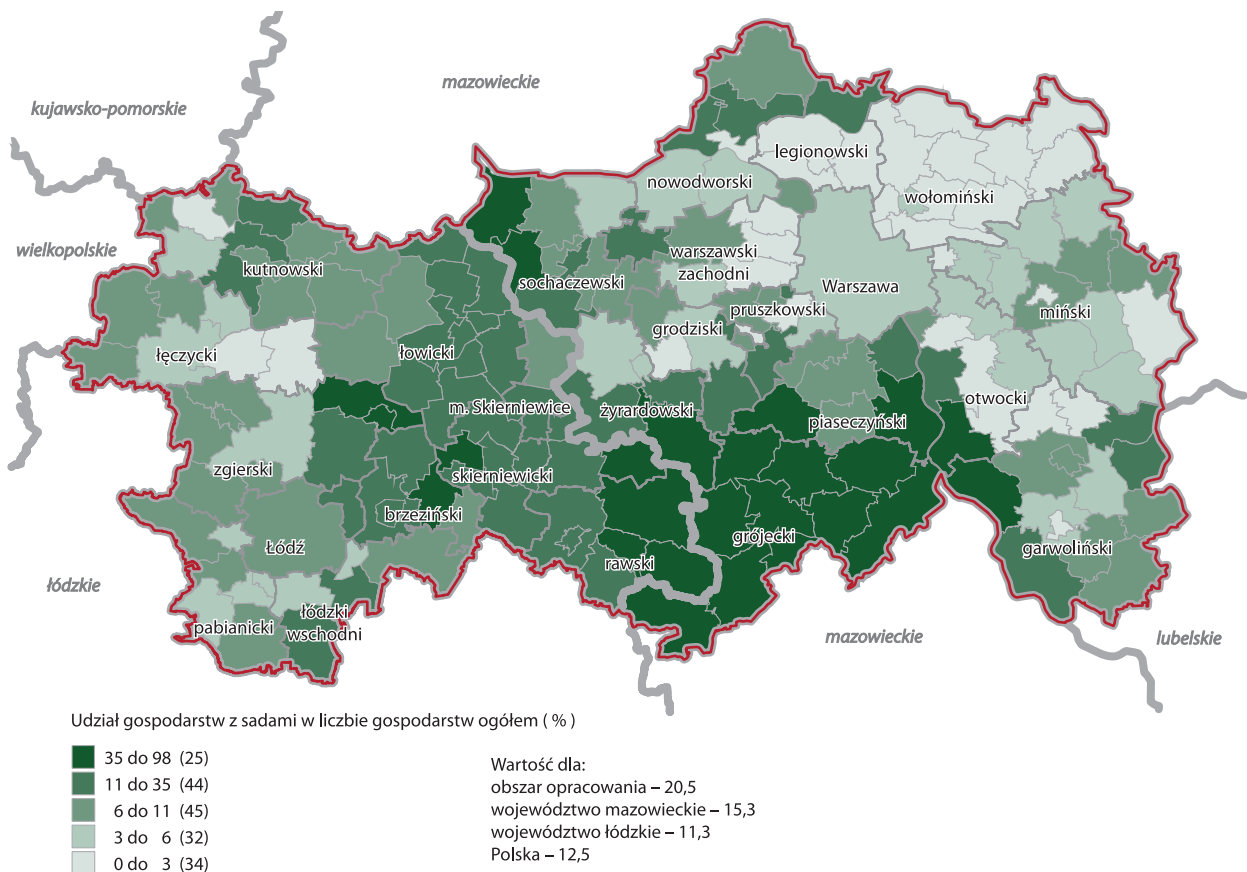 mazowieckie
kujawsko-pomorskie
legionowski
nowodworski
wołomiński
wielkopolskie
kutnowski
warszawski
zachodni
sochaczewski
Warszawa
pruszkowski
miński
grodziski
łęczycki
łowicki
otwocki
m. Skierniewice
żyrardowski
piaseczyński
zgierski
skierniewicki
brzeziński
grójecki
Łódź
garwoliński
rawski
łódzkie
łódzki
wschodni
pabianicki
mazowieckie
lubelskie
Udział gospodarstw z sadami w liczbie gospodarstw ogółem ( % )
35 do 98 (25)
11 do 35 (44)
6 do 11 (45)
3 do 6 (32)
0 do 3 (34)
Wartość dla:
obszar opracowania – 20,5
województwo mazowieckie – 15,3
województwo łódzkie – 11,3
Polska – 12,5